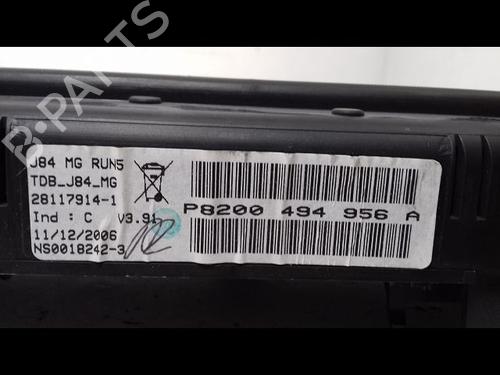 B-PARTS
J84 MG RUN5
TDB_J84_MG
28117914-1
Ind : C V3.91
11/12/2006
NS0018242-3
P8200 494 956 A